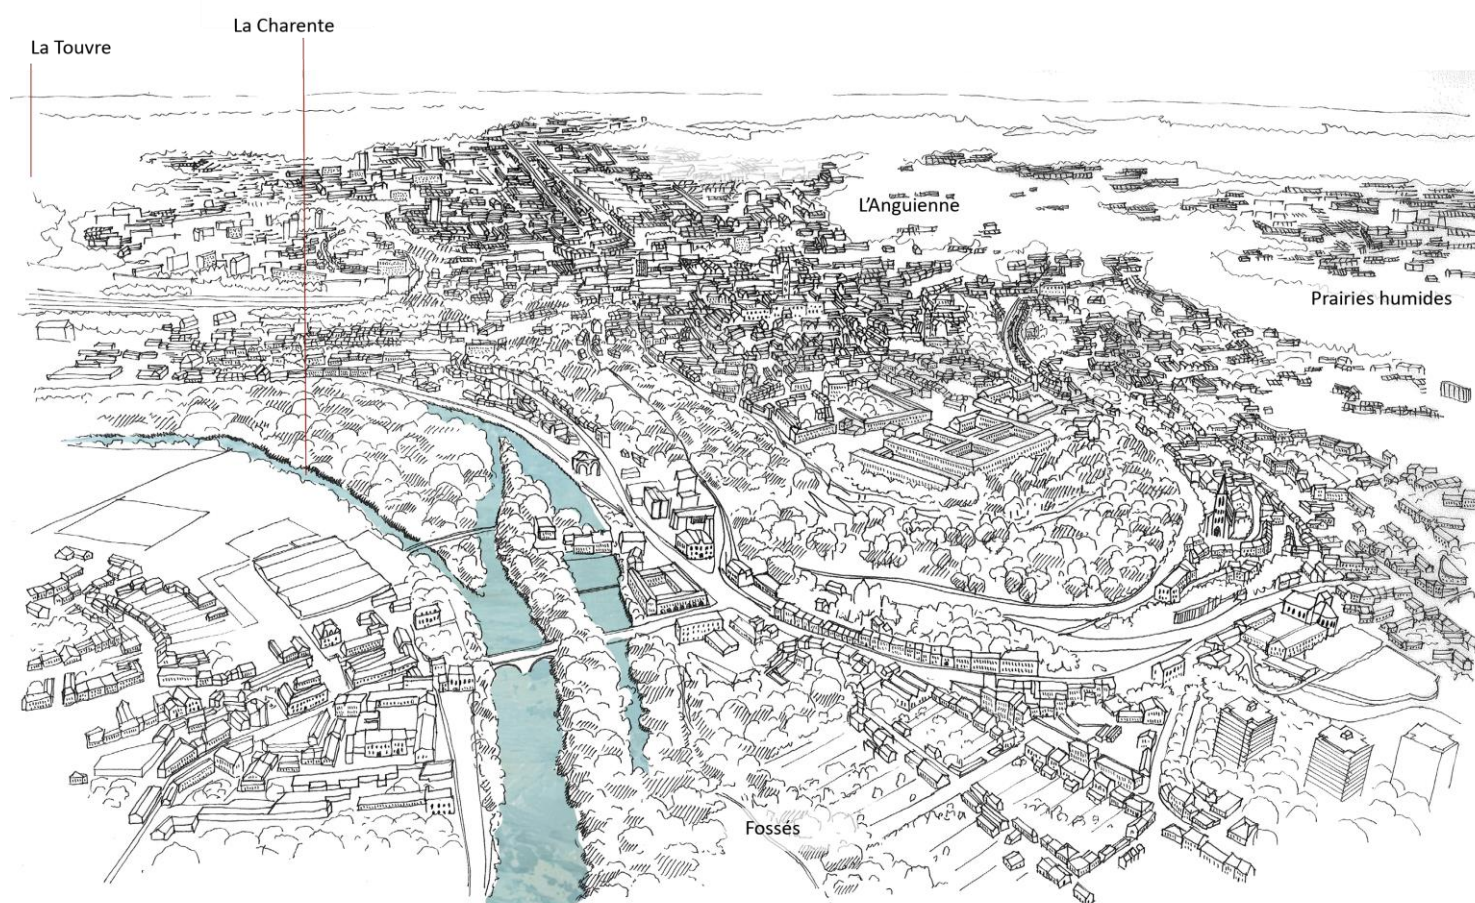 La Charente
La Touvre
L'Anguienne
Prairies humides
Fossés